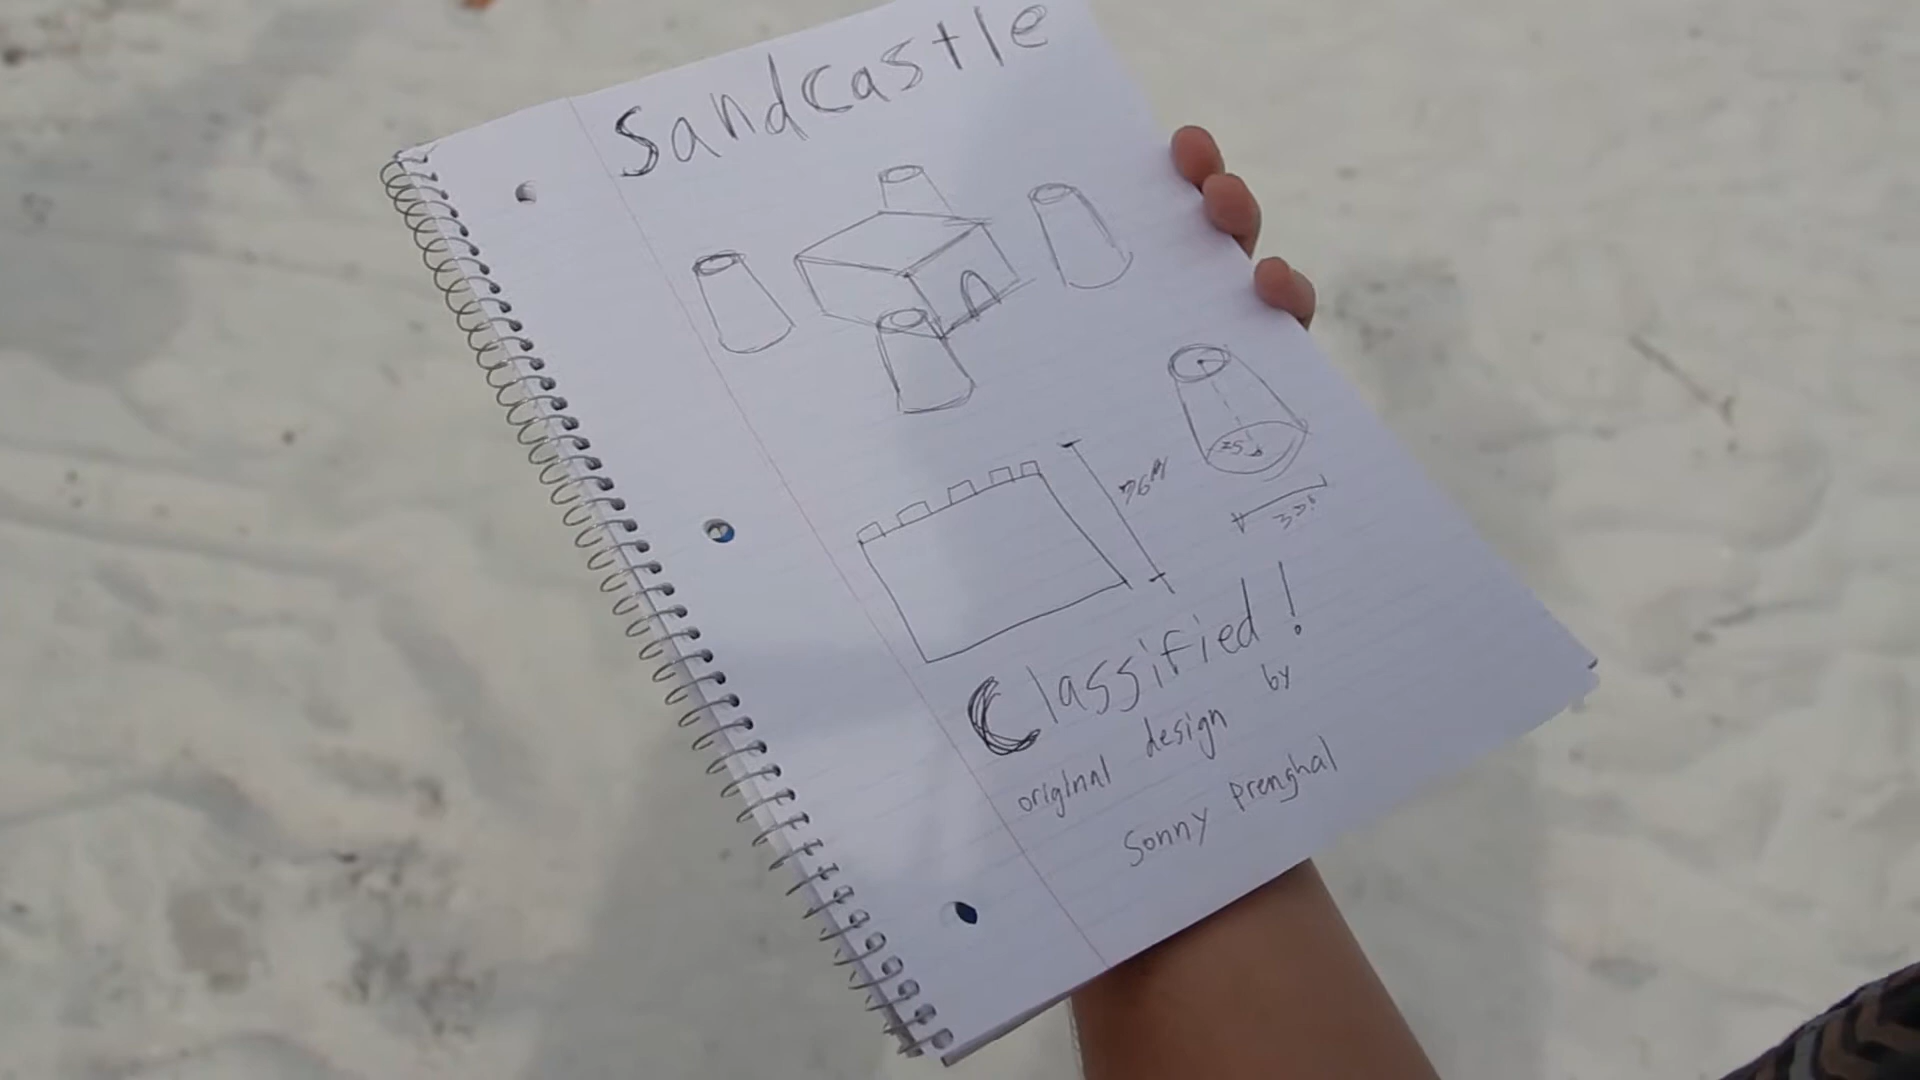 Sandcastle
Classified!
original design by
Sonny prenghal